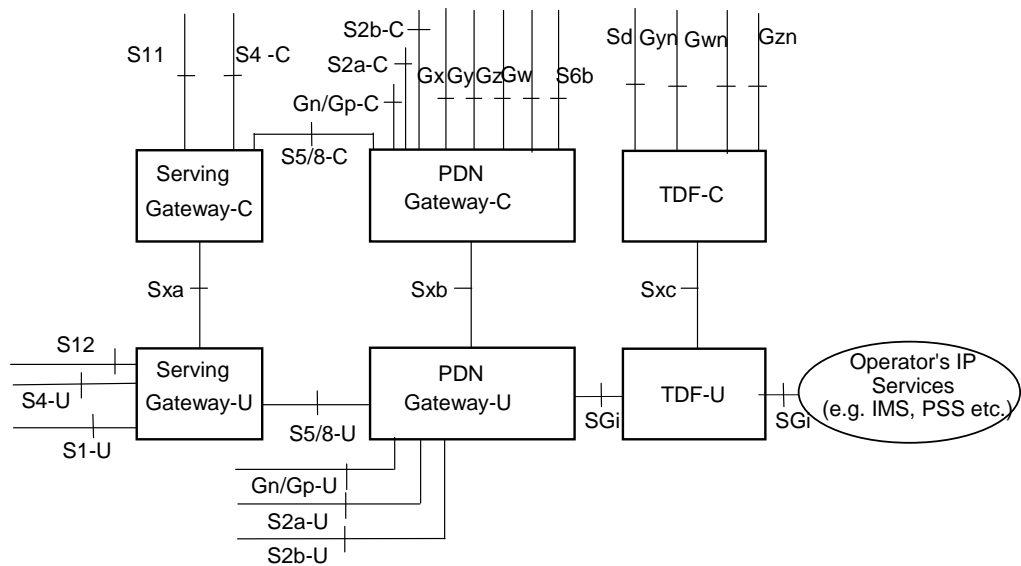 S2b-C
S11
S4 -C
Sd
Gyn
Gwn
Gzn
S2a-C
Gx
Gy
Gz
Gw
S6b
Gn/Gp-C
S5/8-C
Serving
Gateway-C
PDN
Gateway-C
TDF-C
Sxa
Sxb
Sxc
S12
S4-U
S1-U
Serving
Gateway-U
S5/8-U
PDN
Gateway-U
SGi
TDF-U
SGi
Operator's IP
Services
(e.g. IMS, PSS etc.)
Gn/Gp-U
S2a-U
S2b-U